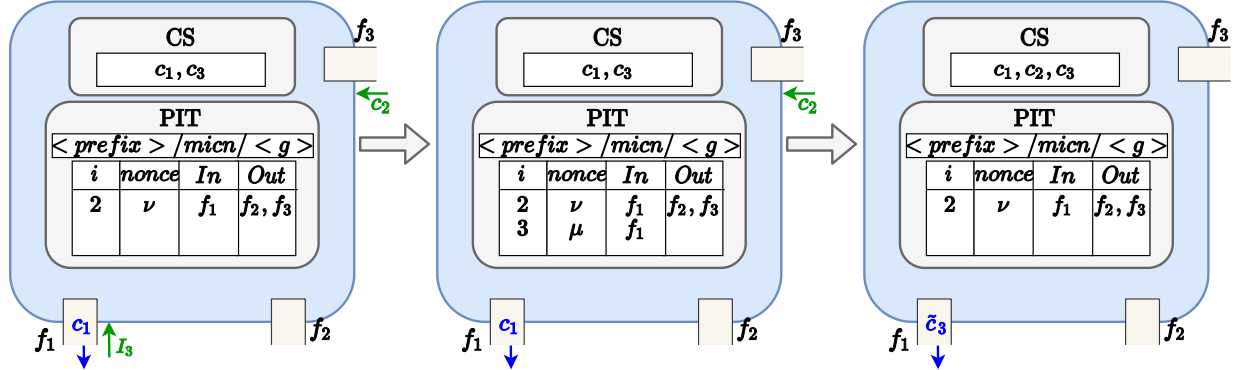 CS
c₁, c₃
f₃
c₂
PIT
< prefix > /micn/ < g >
i nonce In Out
2 ν f₁ f₂, f₃
f₁
c₁
I₃
f₂
CS
c₁, c₃
f₃
c₂
PIT
< prefix > /micn/ < g >
i nonce In Out
2 ν f₁ f₂, f₃
3 μ f₁
f₁
c₁
f₂
CS
c₁, c₂, c₃
f₃
PIT
< prefix > /micn/ < g >
i nonce In Out
2 ν f₁ f₂, f₃
f₁
c̃₃
f₂